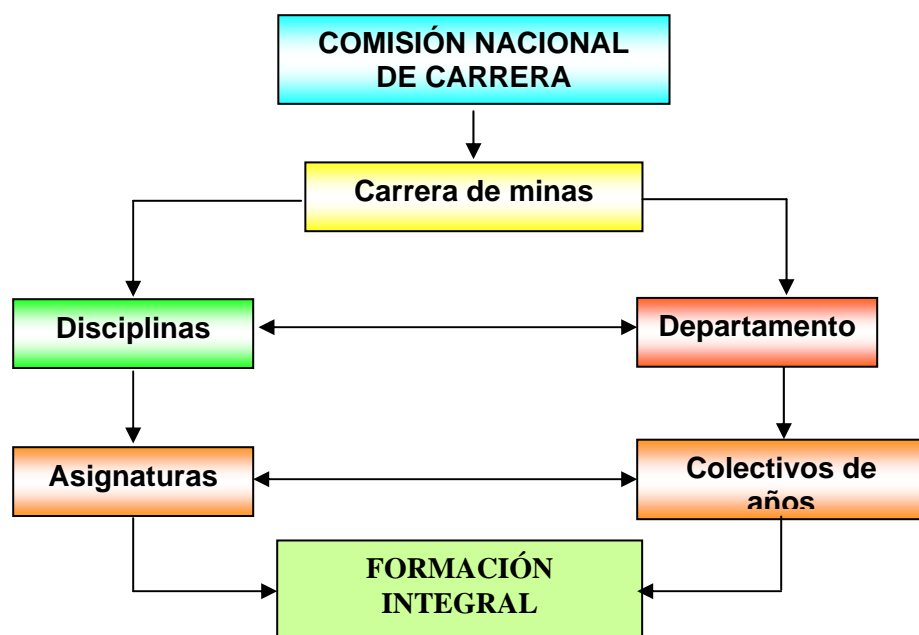 COMISIÓN NACIONAL
DE CARRERA
Carrera de minas
Disciplinas
Departamento
Asignaturas
Colectivos de
años
FORMACIÓN
INTEGRAL